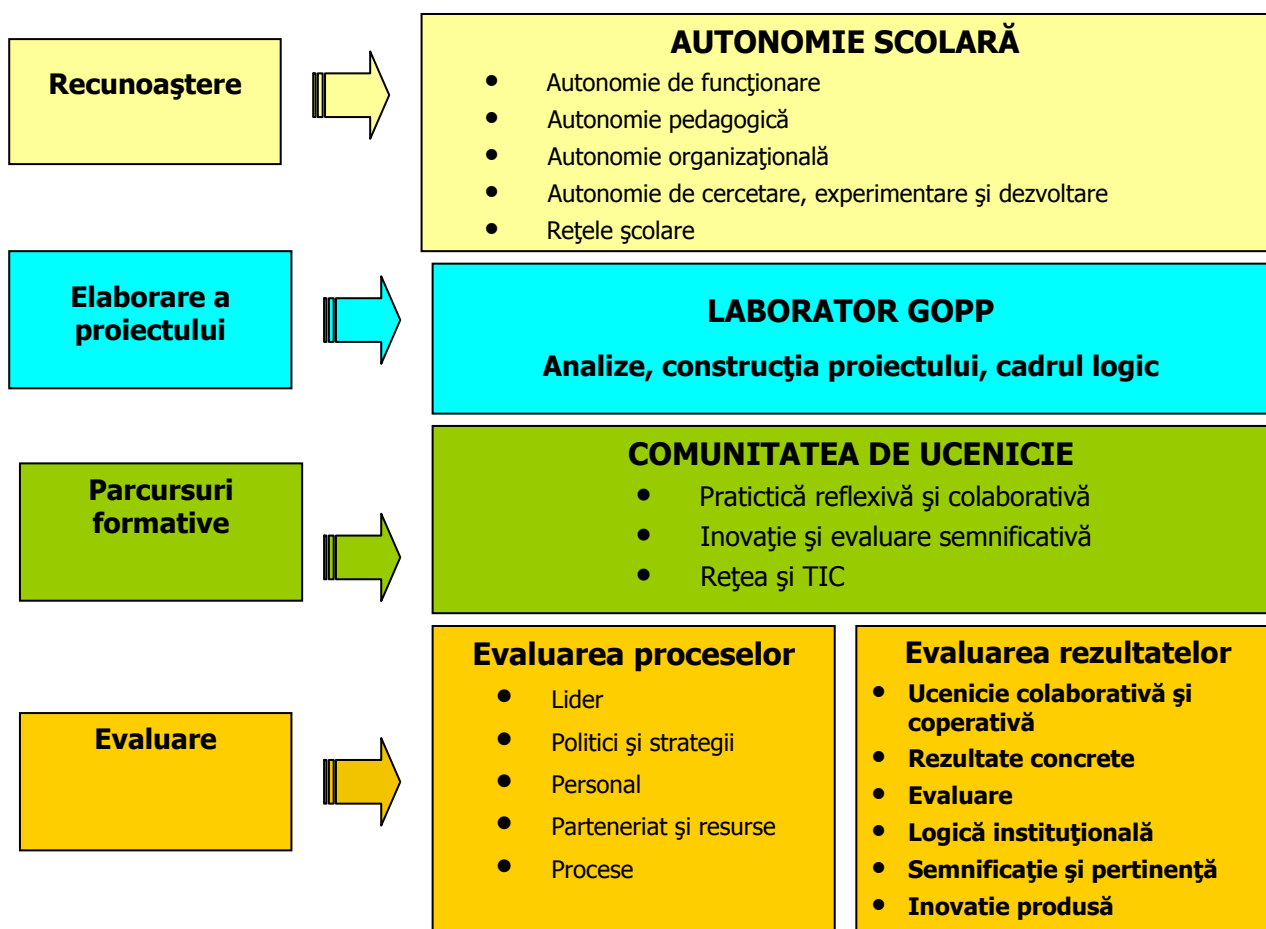 Recunoaştere
AUTONOMIE SCOLARĂ
• Autonomie de funcţionare
• Autonomie pedagogică
• Autonomie organizaţională
• Autonomie de cercetare, experimentare şi dezvoltare
• Reţele şcolare
Elaborare a
proiectului
LABORATOR GOPP
Analize, construcţia proiectului, cadrul logic
Parcursuri
formative
COMUNITATEA DE UCENICIE
• Pratictică reflexivă şi colaborativă
• Inovaţie şi evaluare semnificativă
• Reţea şi TIC
Evaluare
Evaluarea proceselor
• Lider
• Politici şi strategii
• Personal
• Parteneriat şi resurse
• Procese
Evaluarea rezultatelor
• Ucenicie colaborativă şi
coperativă
• Rezultate concrete
• Evaluare
• Logică instituţională
• Semnificaţie şi pertinenţă
• Inovatie produsă